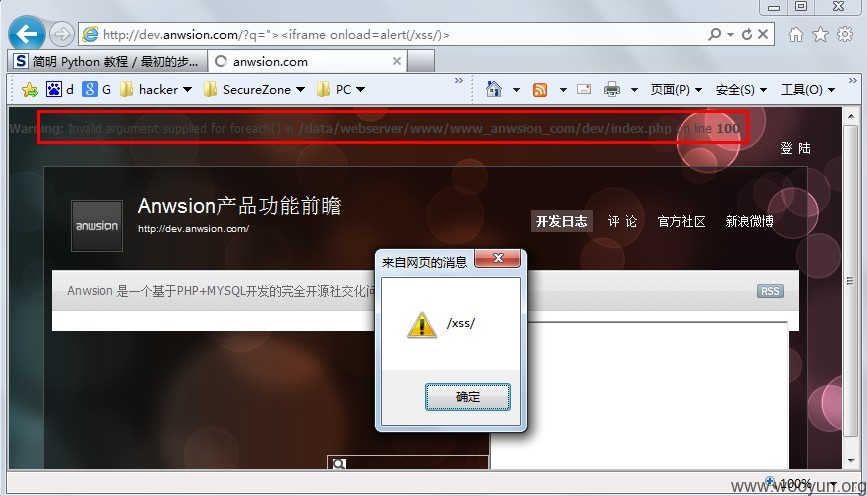 http://dev.anwsion.com/?q="><iframe onload=alert(/xss/)>
简明 Python 教程 / 最初的步...
anwsion.com
d
G
hacker
SecureZone
PC
页面(P)
安全(S)
工具(O)
Warning: Invalid argument supplied for foreach() in /data/webserver/www/www_anwsion_com/dev/index.php on line 100
登 陆
anwsion
Anwsion产品功能前瞻
http://dev.anwsion.com/
开发日志
评 论
官方社区
新浪微博
来自网页的消息
Anwsion 是一个基于PHP+MYSQL开发的完全开源社交化问
RSS
/xss/
确定
100%
www.wooyun.org